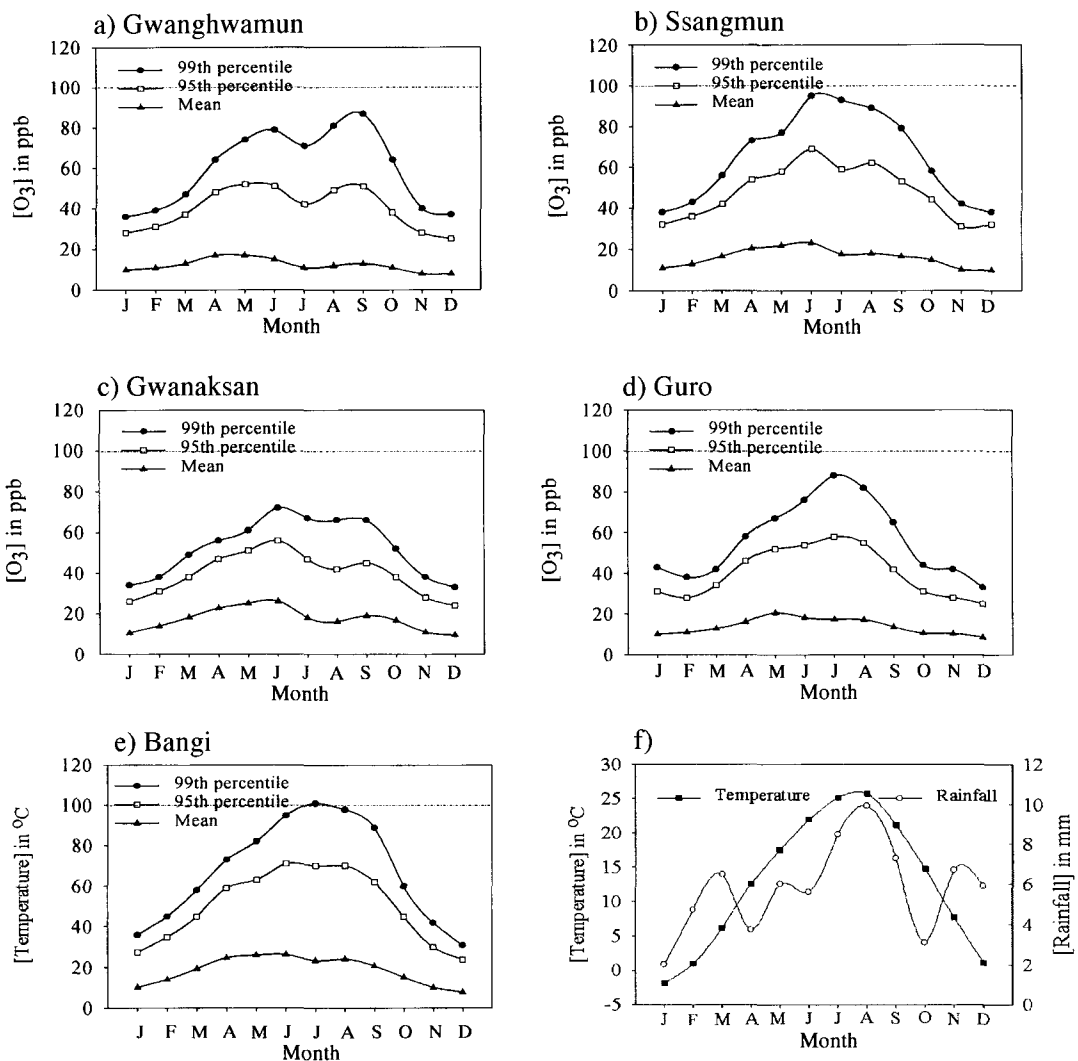 a) Gwanghwamun
120
100
80
60
40
20
0
[O3] in ppb
99th percentile
95th percentile
Mean
J F M A M J J A S O N D
Month
b) Ssangmun
120
100
80
60
40
20
0
[O3] in ppb
99th percentile
95th percentile
Mean
J F M A M J J A S O N D
Month
c) Gwanaksan
120
100
80
60
40
20
0
[O3] in ppb
99th percentile
95th percentile
Mean
J F M A M J J A S O N D
Month
d) Guro
120
100
80
60
40
20
0
[O3] in ppb
99th percentile
95th percentile
Mean
J F M A M J J A S O N D
Month
e) Bangi
120
100
80
60
40
20
0
[Temperature] in °C
99th percentile
95th percentile
Mean
J F M A M J J A S O N D
Month
f)
30
25
20
15
10
5
0
-5
[Temperature] in °C
Temperature
Rainfall
12
10
8
6
4
2
0
[Rainfall] in mm
J F M A M J J A S O N D
Month